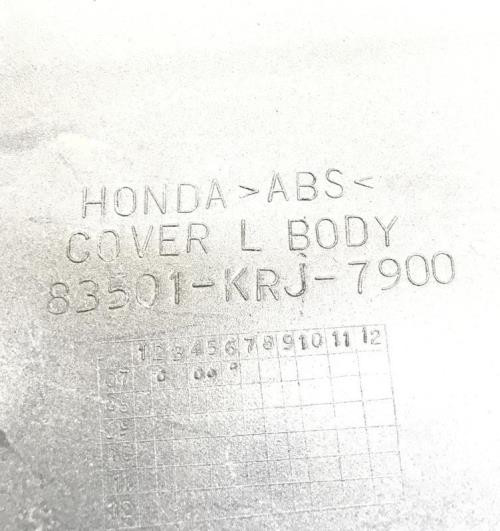 HONDA >ABS<
COVER L BODY
83501-KRJ-7900
1 2 3 4 5 6 7 8 9 10 11 12
07